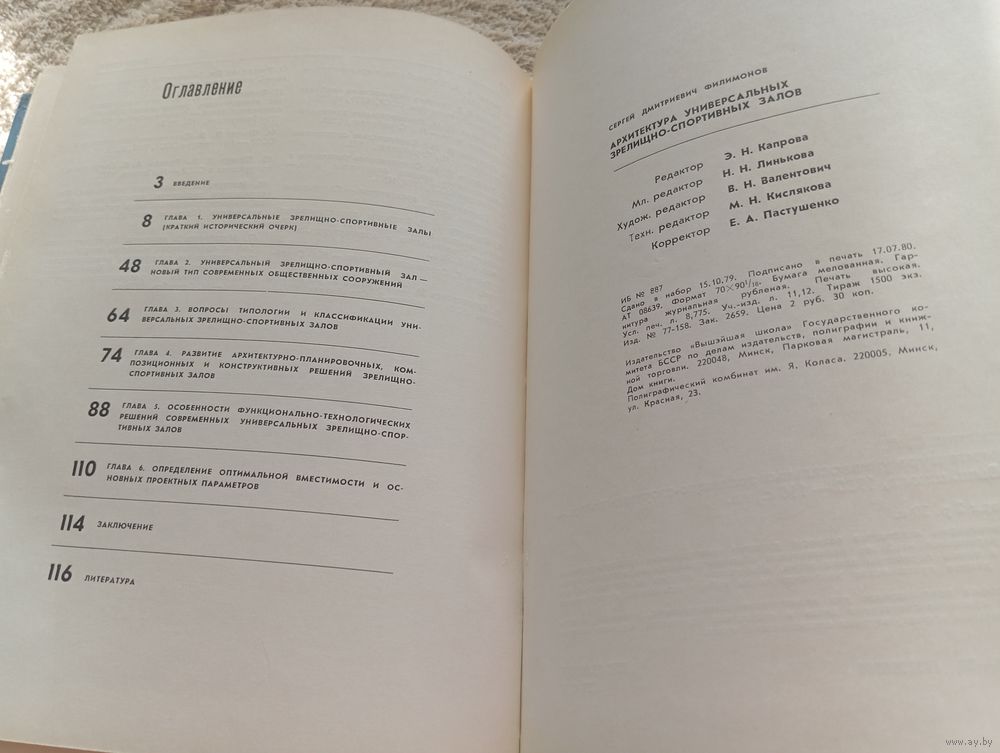 Оглавление
3 ВВЕДЕНИЕ
8 ГЛАВА 1. УНИВЕРСАЛЬНЫЕ ЗРЕЛИЩНО-СПОРТИВНЫЕ ЗАЛЫ
(КРАТКИЙ ИСТОРИЧЕСКИЙ ОЧЕРК)
48 ГЛАВА 2. УНИВЕРСАЛЬНЫЙ ЗРЕЛИЩНО-СПОРТИВНЫЙ ЗАЛ —
НОВЫЙ ТИП СОВРЕМЕННЫХ ОБЩЕСТВЕННЫХ СООРУЖЕНИЙ
64 ГЛАВА 3. ВОПРОСЫ ТИПОЛОГИИ И КЛАССИФИКАЦИИ УНИ-
ВЕРСАЛЬНЫХ ЗРЕЛИЩНО-СПОРТИВНЫХ ЗАЛОВ
74 ГЛАВА 4. РАЗВИТИЕ АРХИТЕКТУРНО-ПЛАНИРОВОЧНЫХ, КОМ-
ПОЗИЦИОННЫХ И КОНСТРУКТИВНЫХ РЕШЕНИЙ ЗРЕЛИЩНО-
СПОРТИВНЫХ ЗАЛОВ
88 ГЛАВА 5. ОСОБЕННОСТИ ФУНКЦИОНАЛЬНО-ТЕХНОЛОГИЧЕСКИХ
РЕШЕНИЙ СОВРЕМЕННЫХ УНИВЕРСАЛЬНЫХ ЗРЕЛИЩНО-СПОР-
ТИВНЫХ ЗАЛОВ
110 ГЛАВА 6. ОПРЕДЕЛЕНИЕ ОПТИМАЛЬНОЙ ВМЕСТИМОСТИ И ОС-
НОВНЫХ ПРОЕКТНЫХ ПАРАМЕТРОВ
114 ЗАКЛЮЧЕНИЕ
116 ЛИТЕРАТУРА
СЕРГЕЙ ДМИТРИЕВИЧ ФИЛИМОНОВ
АРХИТЕКТУРА УНИВЕРСАЛЬНЫХ
ЗРЕЛИЩНО-СПОРТИВНЫХ ЗАЛОВ
Редактор Э. Н. Капрова
Мл. редактор Н. Н. Линькова
Худож. редактор В. Н. Валентович
Техн. редактор М. Н. Кислякова
Корректор Е. А. Пастушенко
ИБ № 887
Сдано в набор 15.10.79. Подписано в печать 17.07.80.
АТ 08639. Формат 70×90 1/16. Бумага мелованная. Гар-
нитура журнальная рубленая. Печать высокая.
Усл. печ. л. 8,775. Уч.-изд. л. 11,12. Тираж 1500 экз.
Изд. № 77-158. Зак. 2659. Цена 2 руб. 30 коп.
Издательство «Вышэйшая школа» Государственного ко-
митета БССР по делам издательств, полиграфии и книж-
ной торговли. 220048, Минск, Парковая магистраль, 11,
Дом книги.
Полиграфический комбинат им. Я. Коласа. 220005, Минск,
ул. Красная, 23.
www.ay.by